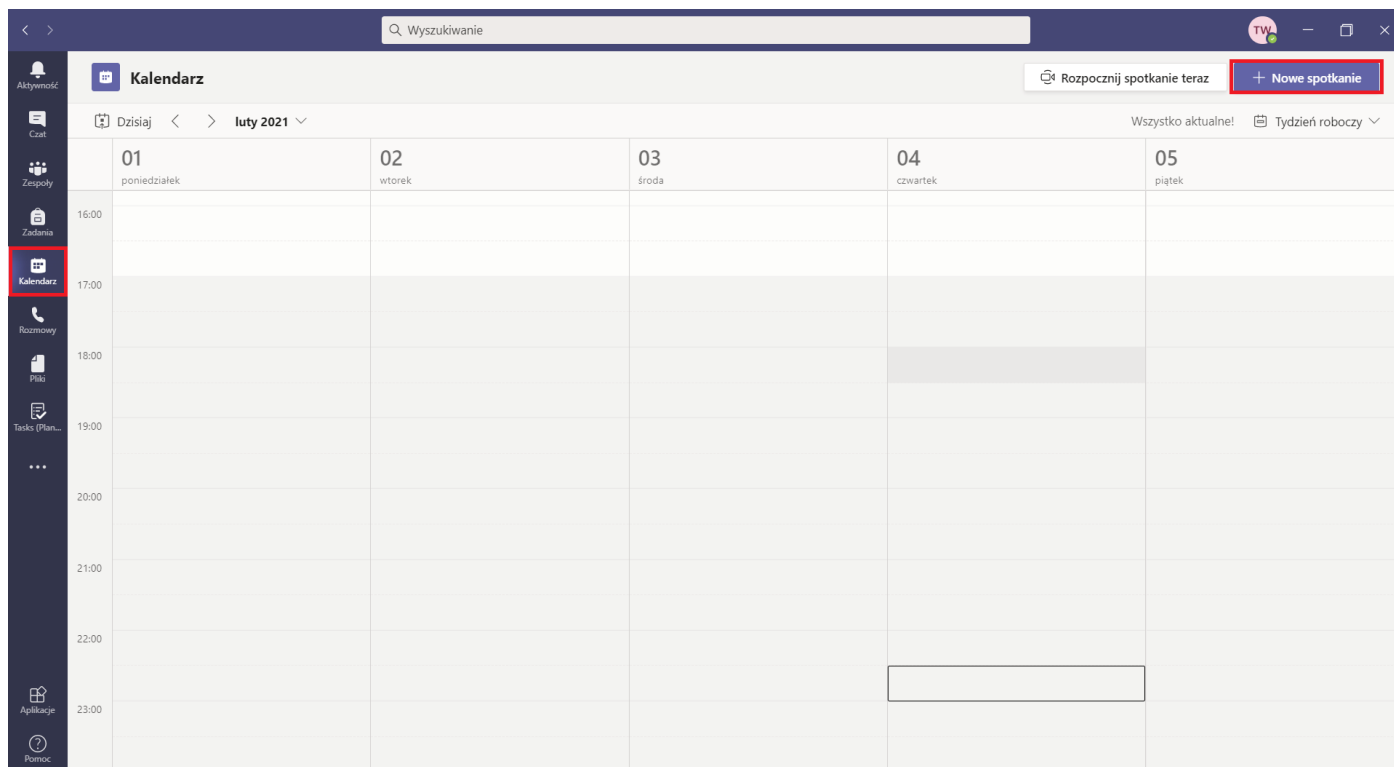 Wyszukiwanie
TW
Aktywność
Czat
Zespoły
Zadania
Kalendarz
Rozmowy
Pliki
Tasks (Plan...
Aplikacje
Pomoc
Kalendarz
Rozpocznij spotkanie teraz
+ Nowe spotkanie
Dzisiaj
luty 2021
Wszystko aktualne!
Tydzień roboczy
01
poniedziałek
02
wtorek
03
środa
04
czwartek
05
piątek
16:00
17:00
18:00
19:00
20:00
21:00
22:00
23:00